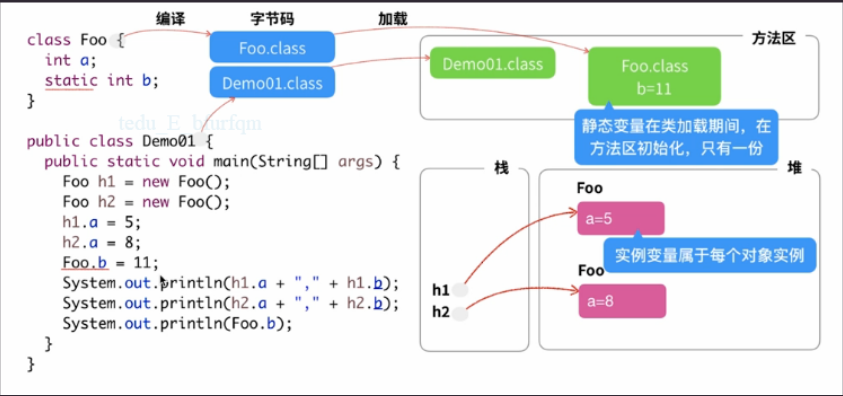 编译
字节码
加载
class Foo {
int a;
static int b;
}
public class Demo01 {
public static void main(String[] args) {
Foo h1 = new Foo();
Foo h2 = new Foo();
h1.a = 5;
h2.a = 8;
Foo.b = 11;
System.out.println(h1.a + "," + h1.b);
System.out.println(h2.a + "," + h2.b);
System.out.println(Foo.b);
}
}
Foo.class
Demo01.class
方法区
Demo01.class
Foo.class
b=11
静态变量在类加载期间，在
方法区初始化，只有一份
栈
h1
h2
堆
Foo
a=5
实例变量属于每个对象实例
Foo
a=8